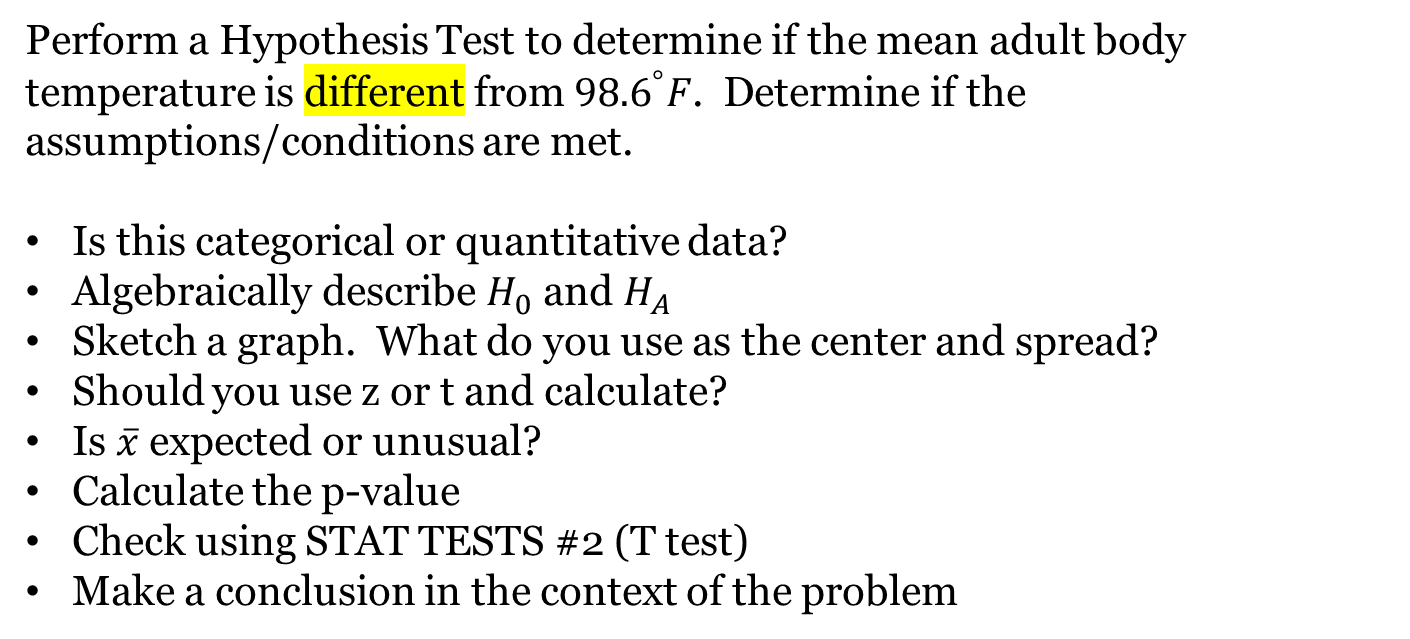 Perform a Hypothesis Test to determine if the mean adult body
temperature is different from 98.6°F. Determine if the
assumptions/conditions are met.
• Is this categorical or quantitative data?
• Algebraically describe H₀ and H_A
• Sketch a graph. What do you use as the center and spread?
• Should you use z or t and calculate?
• Is x̄ expected or unusual?
• Calculate the p-value
• Check using STAT TESTS #2 (T test)
• Make a conclusion in the context of the problem